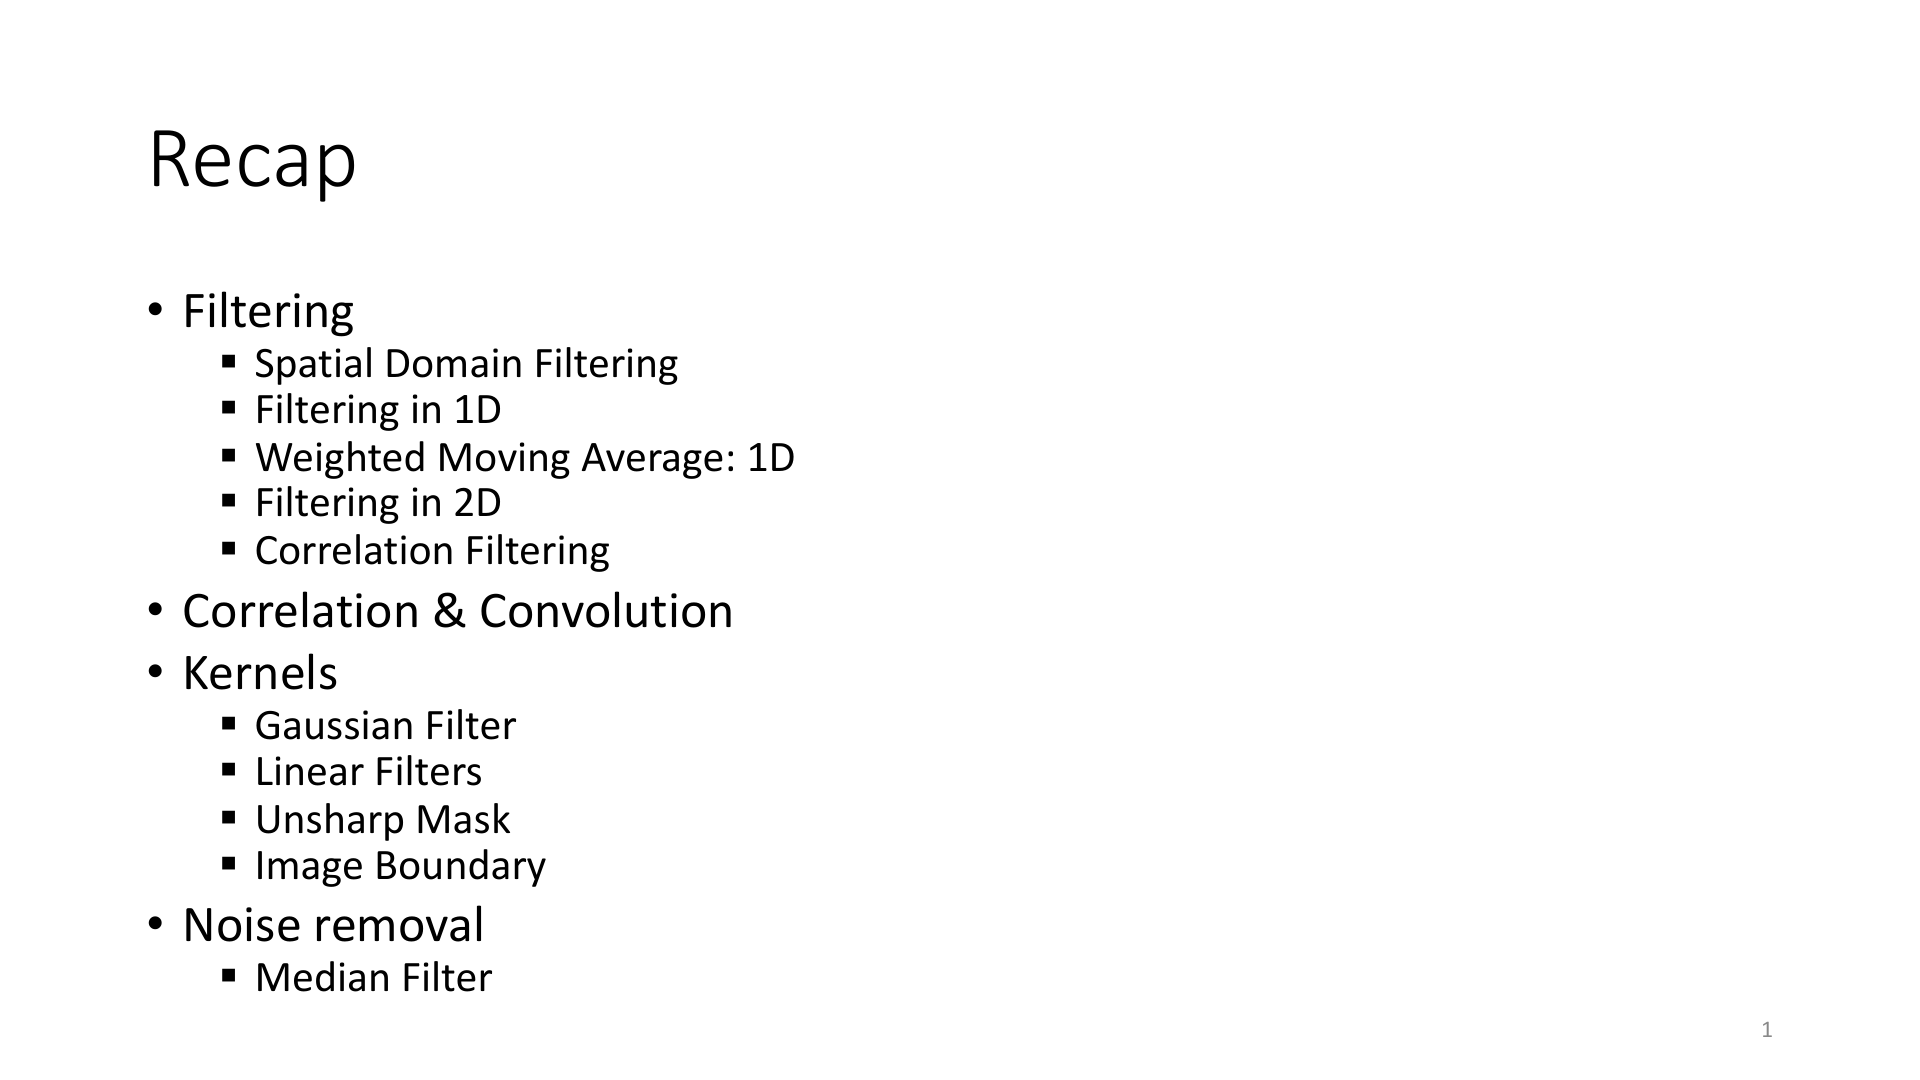 Recap
• Filtering
▪ Spatial Domain Filtering
▪ Filtering in 1D
▪ Weighted Moving Average: 1D
▪ Filtering in 2D
▪ Correlation Filtering
• Correlation & Convolution
• Kernels
▪ Gaussian Filter
▪ Linear Filters
▪ Unsharp Mask
▪ Image Boundary
• Noise removal
▪ Median Filter
1